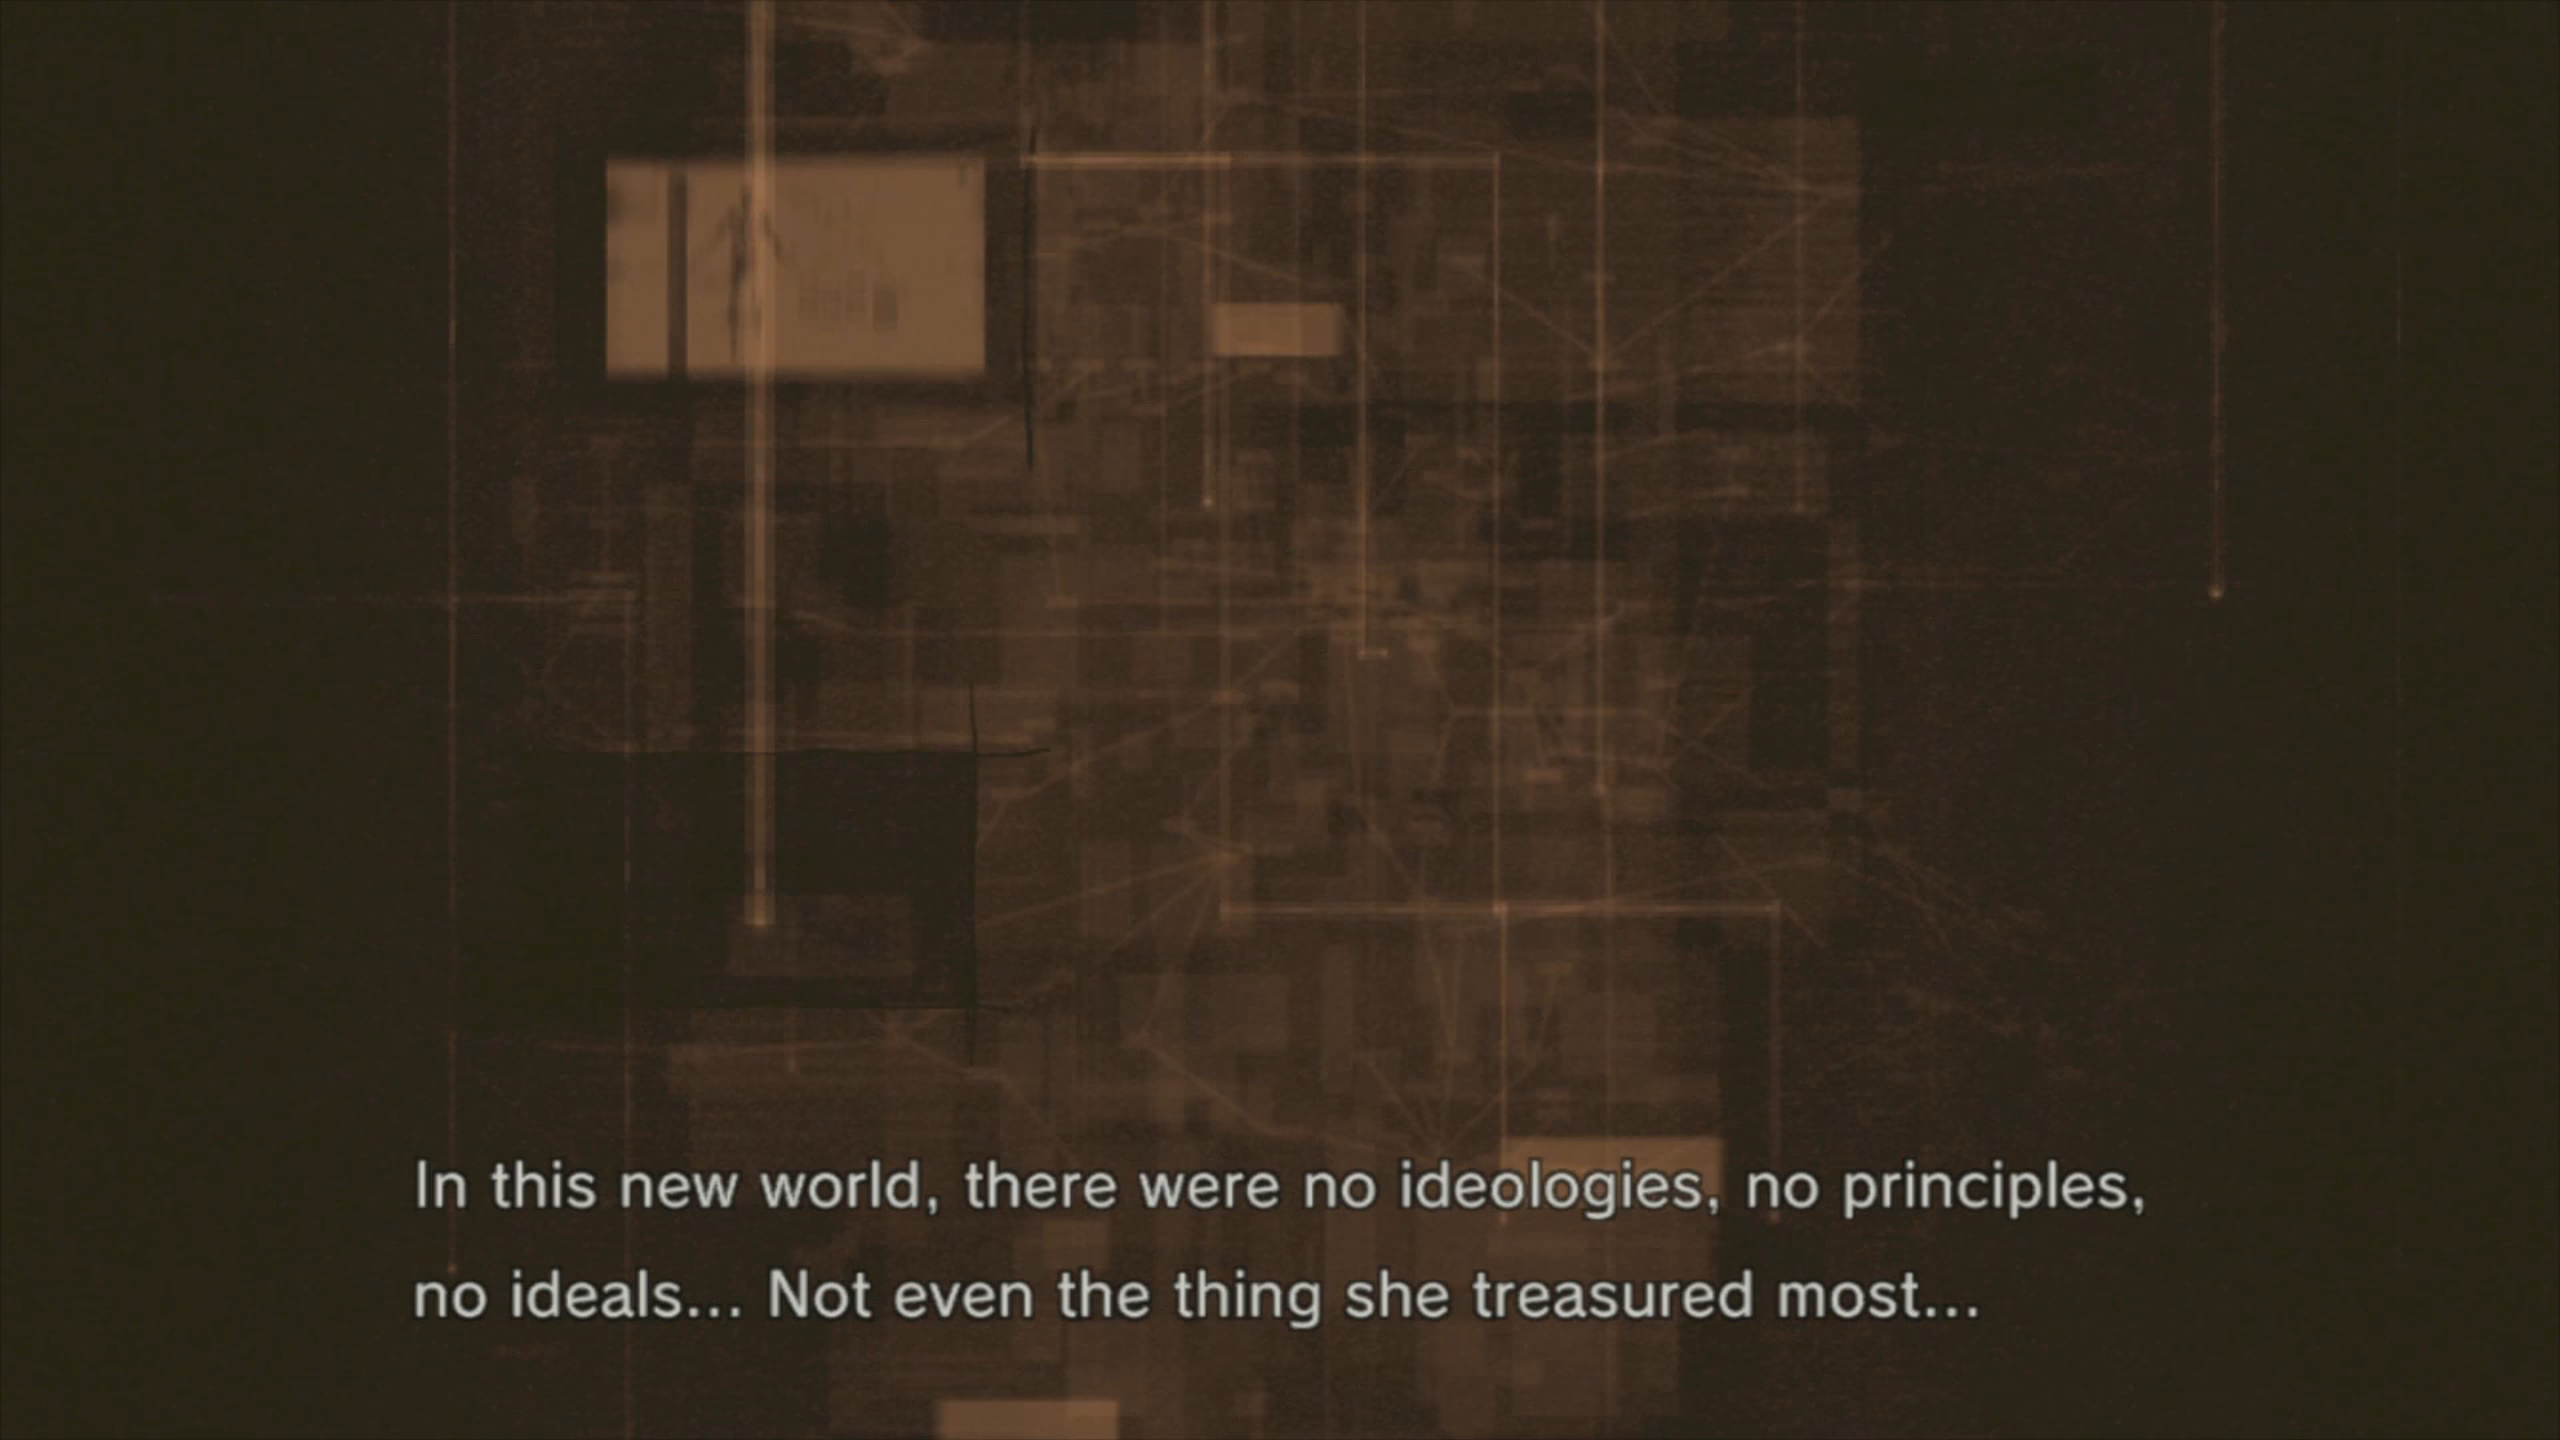 In this new world, there were no ideologies, no principles,
no ideals... Not even the thing she treasured most...